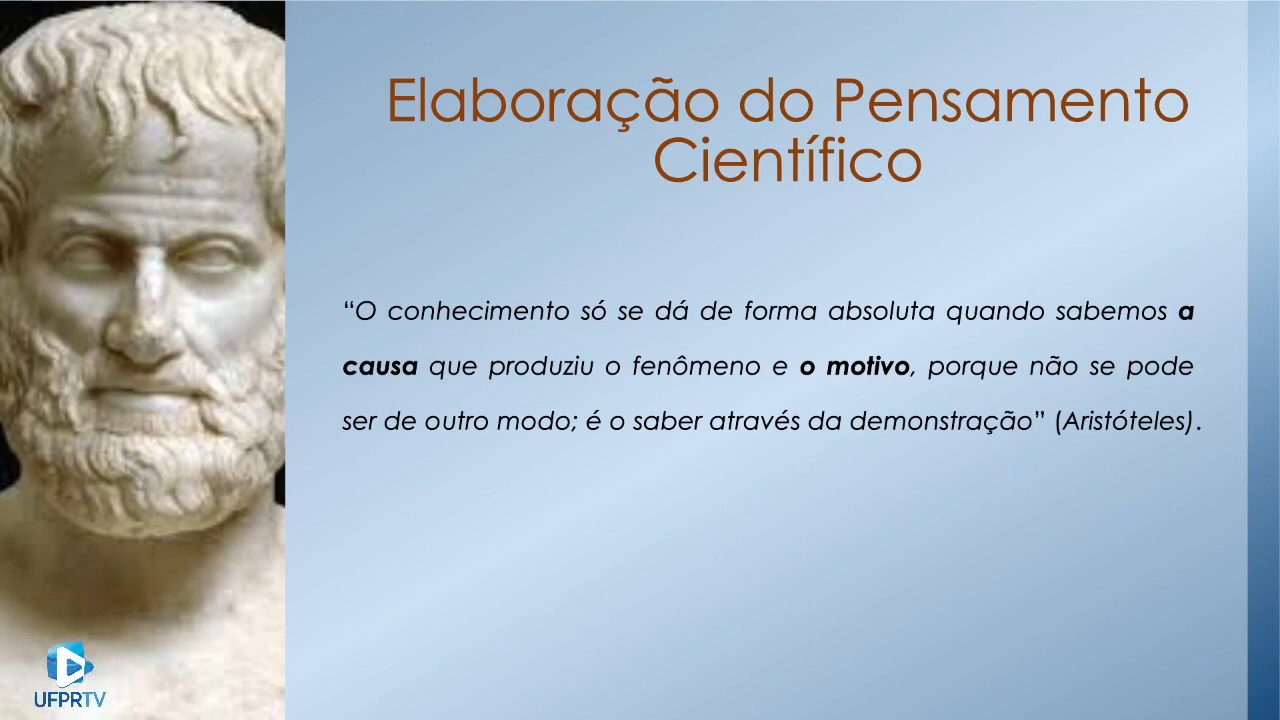 Elaboração do Pensamento
Científico
“O conhecimento só se dá de forma absoluta quando sabemos a
causa que produziu o fenômeno e o motivo, porque não se pode
ser de outro modo; é o saber através da demonstração” (Aristóteles).
UFPRTV